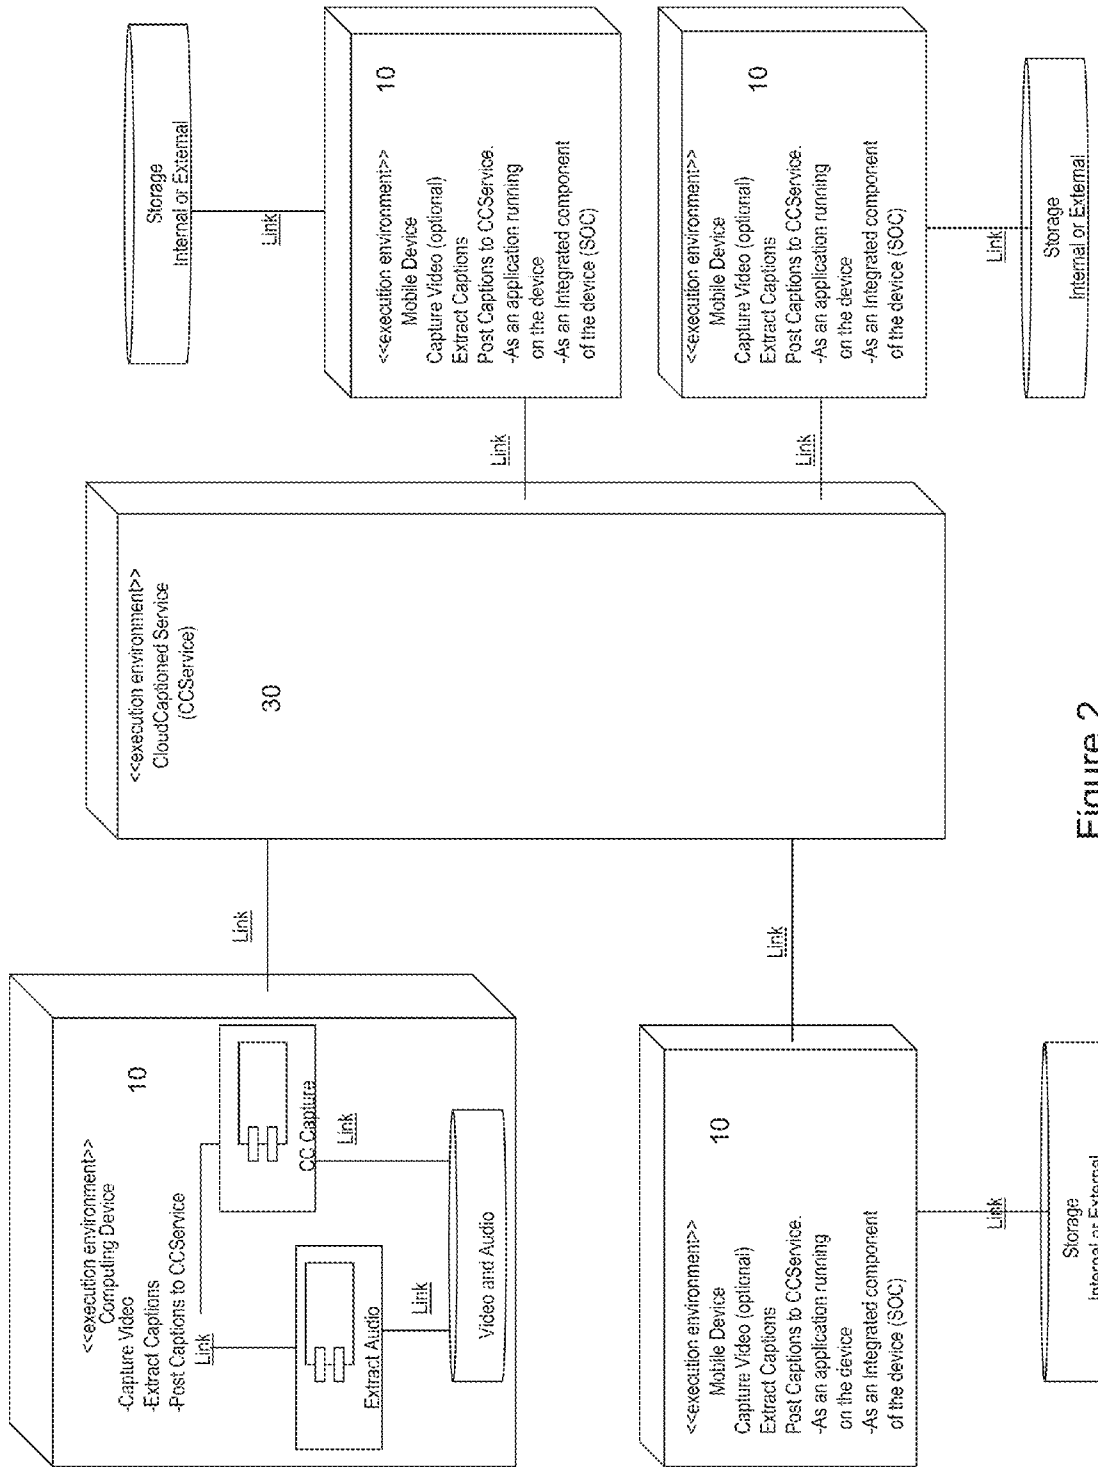 <<execution environment>>
Computing Device
-Capture Video
-Extract Captions
-Post Captions to CCService
10
Link
CC Capture
Extract Audio
Link
Link
Video and Audio
Link
<<execution environment>>
CloudCaptioned Service
(CCService)
30
Link
Link
Link
Storage
Internal or External
Link
<<execution environment>>
Mobile Device
Capture Video (optional)
Extract Captions
Post Captions to CCService.
-As an application running
on the device
-As an Integrated component
of the device (SOC)
10
<<execution environment>>
Mobile Device
Capture Video (optional)
Extract Captions
Post Captions to CCService.
-As an application running
on the device
-As an Integrated component
of the device (SOC)
10
Link
Storage
Internal or External
<<execution environment>>
Mobile Device
Capture Video (optional)
Extract Captions
Post Captions to CCService.
-As an application running
on the device
-As an Integrated component
of the device (SOC)
10
Link
Storage
Internal or External
Figure 2